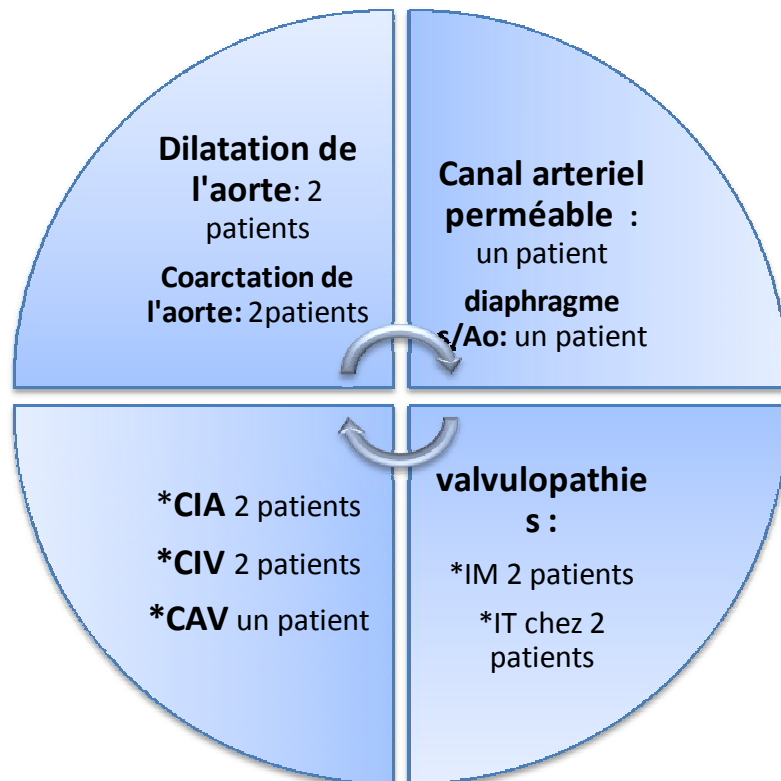 Dilatation de
l'aorte: 2
patients
Coarctation de
l'aorte: 2patients
Canal arteriel
perméable :
un patient
diaphragme
s/Ao: un patient
*CIA 2 patients
*CIV 2 patients
*CAV un patient
valvulopathie
s :
*IM 2 patients
*IT chez 2
patients